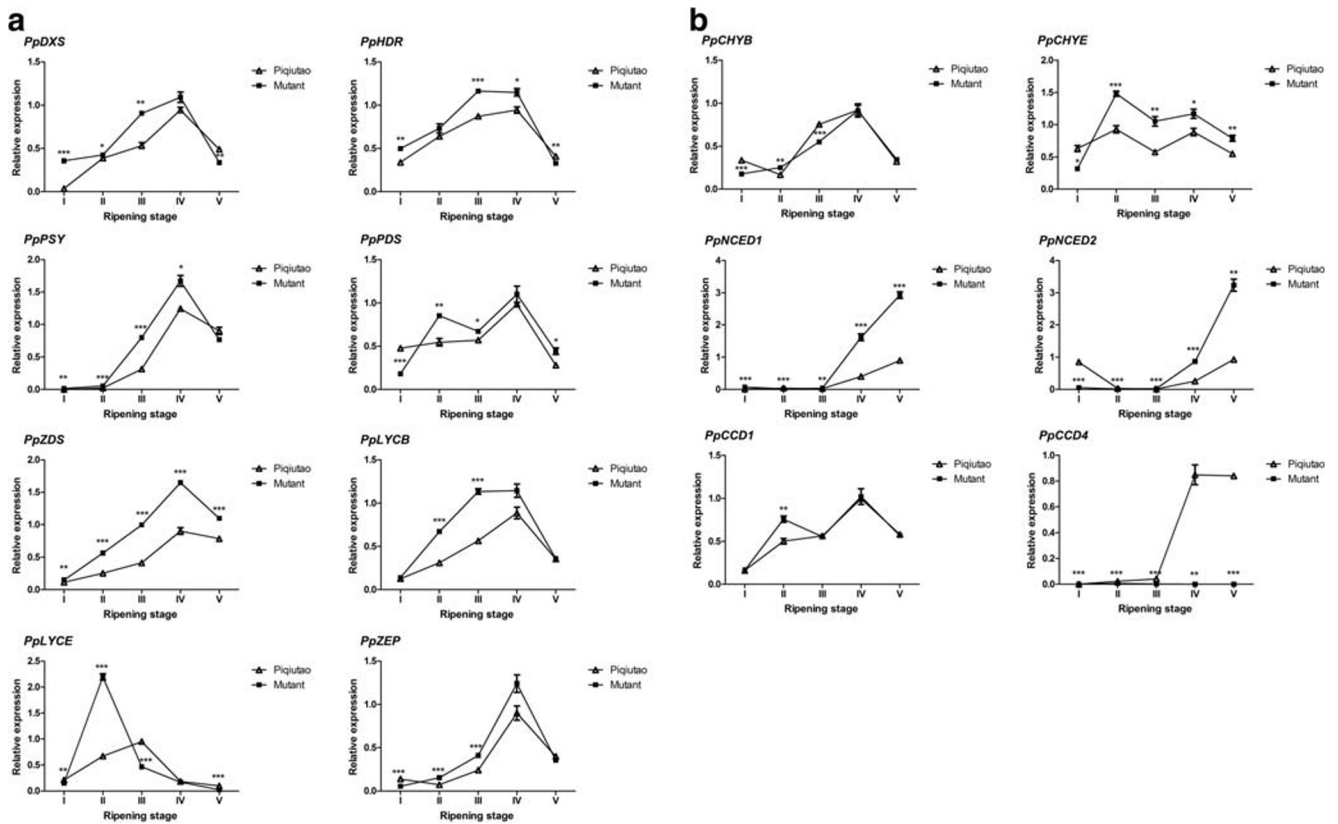 a
PpDXS
Relative expression
1.5
1.0
0.5
0.0
***
*
**
**
I II III IV V
Ripening stage
Piqiutao
Mutant
PpHDR
Relative expression
1.5
1.0
0.5
0.0
**
***
*
**
I II III IV V
Ripening stage
Piqiutao
Mutant
PpPSY
Relative expression
2.0
1.5
1.0
0.5
0.0
**
***
***
*
I II III IV V
Ripening stage
Piqiutao
Mutant
PpPDS
Relative expression
1.5
1.0
0.5
0.0
***
**
*
*
I II III IV V
Ripening stage
Piqiutao
Mutant
PpZDS
Relative expression
2.0
1.5
1.0
0.5
0.0
**
***
***
***
***
I II III IV V
Ripening stage
Piqiutao
Mutant
PpLYCB
Relative expression
1.5
1.0
0.5
0.0
***
***
I II III IV V
Ripening stage
Piqiutao
Mutant
PpLYCE
Relative expression
2.5
2.0
1.5
1.0
0.5
0.0
**
***
***
***
I II III IV V
Ripening stage
Piqiutao
Mutant
PpZEP
Relative expression
1.5
1.0
0.5
0.0
***
***
***
I II III IV V
Ripening stage
Piqiutao
Mutant
b
PpCHYB
Relative expression
1.5
1.0
0.5
0.0
***
**
***
I II III IV V
Ripening stage
Piqiutao
Mutant
PpCHYE
Relative expression
2.0
1.5
1.0
0.5
0.0
*
***
**
*
**
I II III IV V
Ripening stage
Piqiutao
Mutant
PpNCED1
Relative expression
4
3
2
1
0
***
***
**
***
***
I II III IV V
Ripening stage
Piqiutao
Mutant
PpNCED2
Relative expression
4
3
2
1
0
***
***
***
***
**
I II III IV V
Ripening stage
Piqiutao
Mutant
PpCCD1
Relative expression
1.5
1.0
0.5
0.0
**
I II III IV V
Ripening stage
Piqiutao
Mutant
PpCCD4
Relative expression
1.0
0.8
0.6
0.4
0.2
0.0
***
***
***
**
***
I II III IV V
Ripening stage
Piqiutao
Mutant